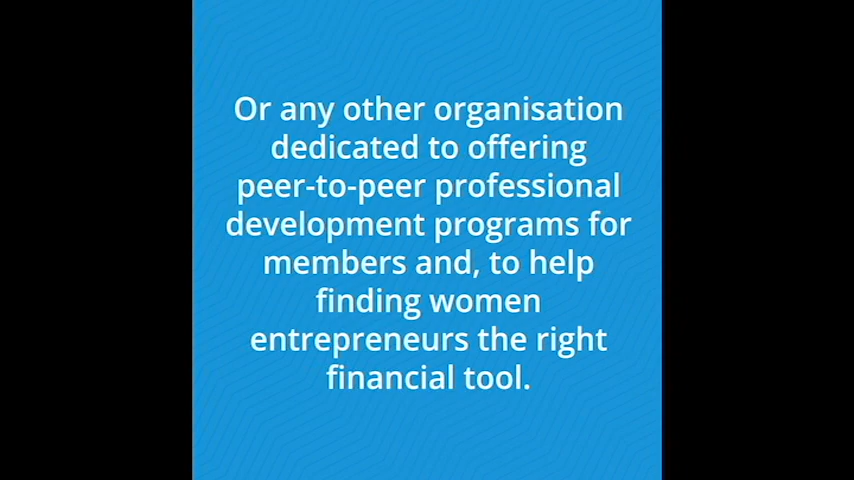 Or any other organisation
dedicated to offering
peer-to-peer professional
development programs for
members and, to help
finding women
entrepreneurs the right
financial tool.